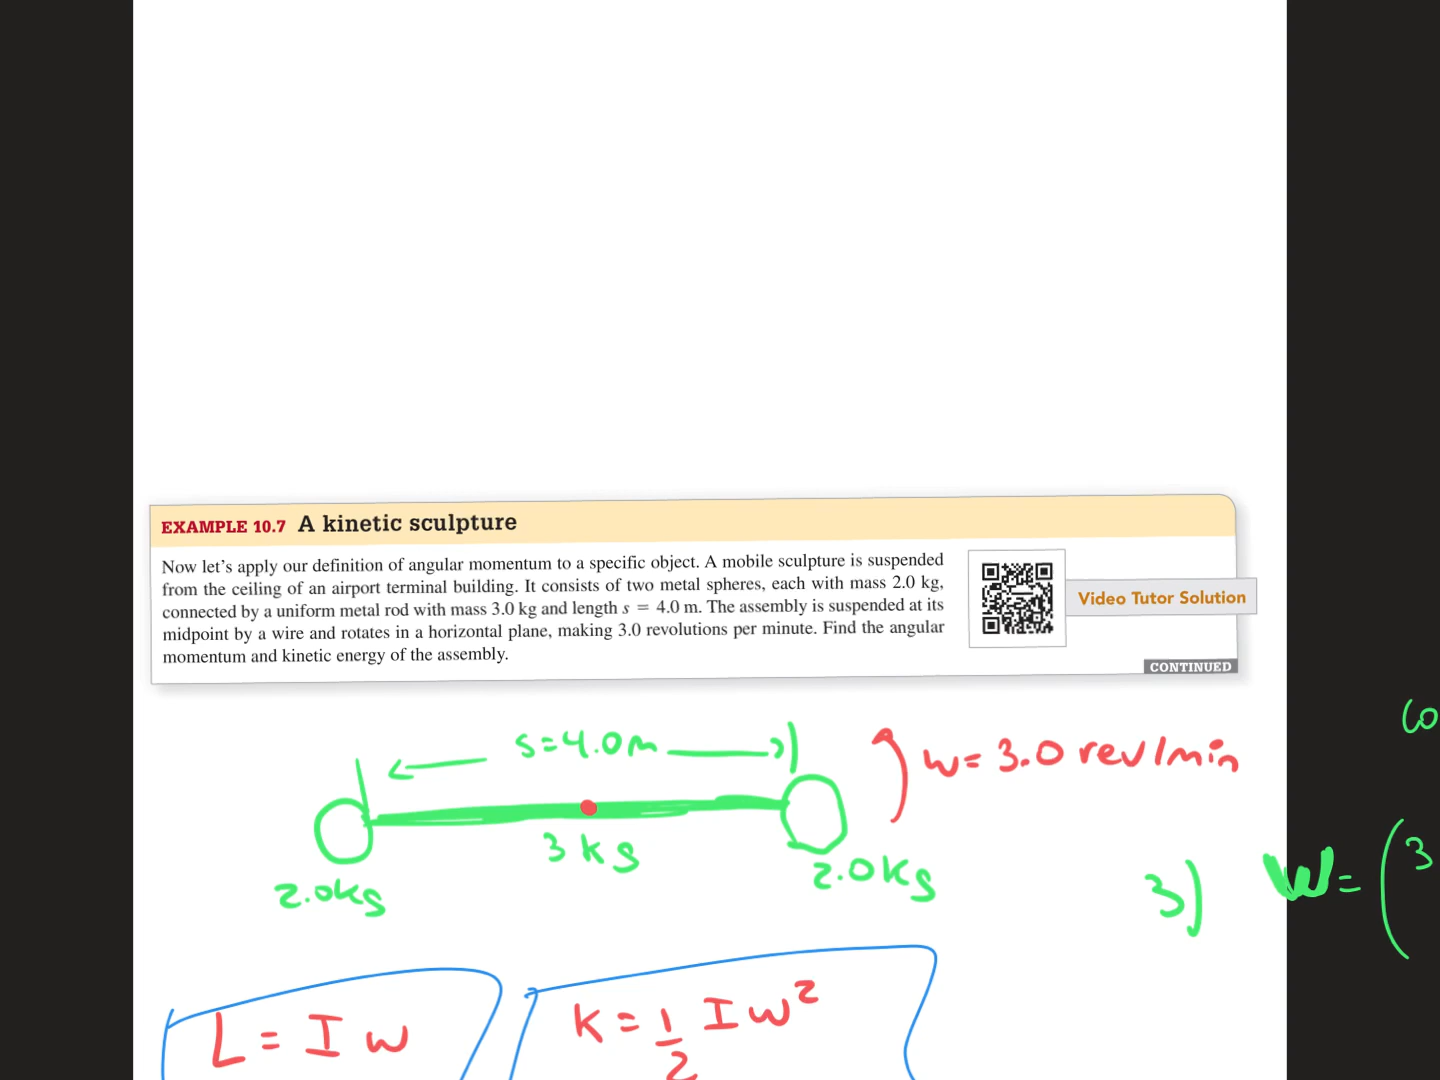 EXAMPLE 10.7 A kinetic sculpture
Now let's apply our definition of angular momentum to a specific object. A mobile sculpture is suspended
from the ceiling of an airport terminal building. It consists of two metal spheres, each with mass 2.0 kg,
connected by a uniform metal rod with mass 3.0 kg and length s = 4.0 m. The assembly is suspended at its
midpoint by a wire and rotates in a horizontal plane, making 3.0 revolutions per minute. Find the angular
momentum and kinetic energy of the assembly.
Video Tutor Solution
CONTINUED
s=4.0m
w= 3.0 rev/min
3 kg
2.0kg
2.0kg
3) w= (3
L = I w
K = 1/2 I w²